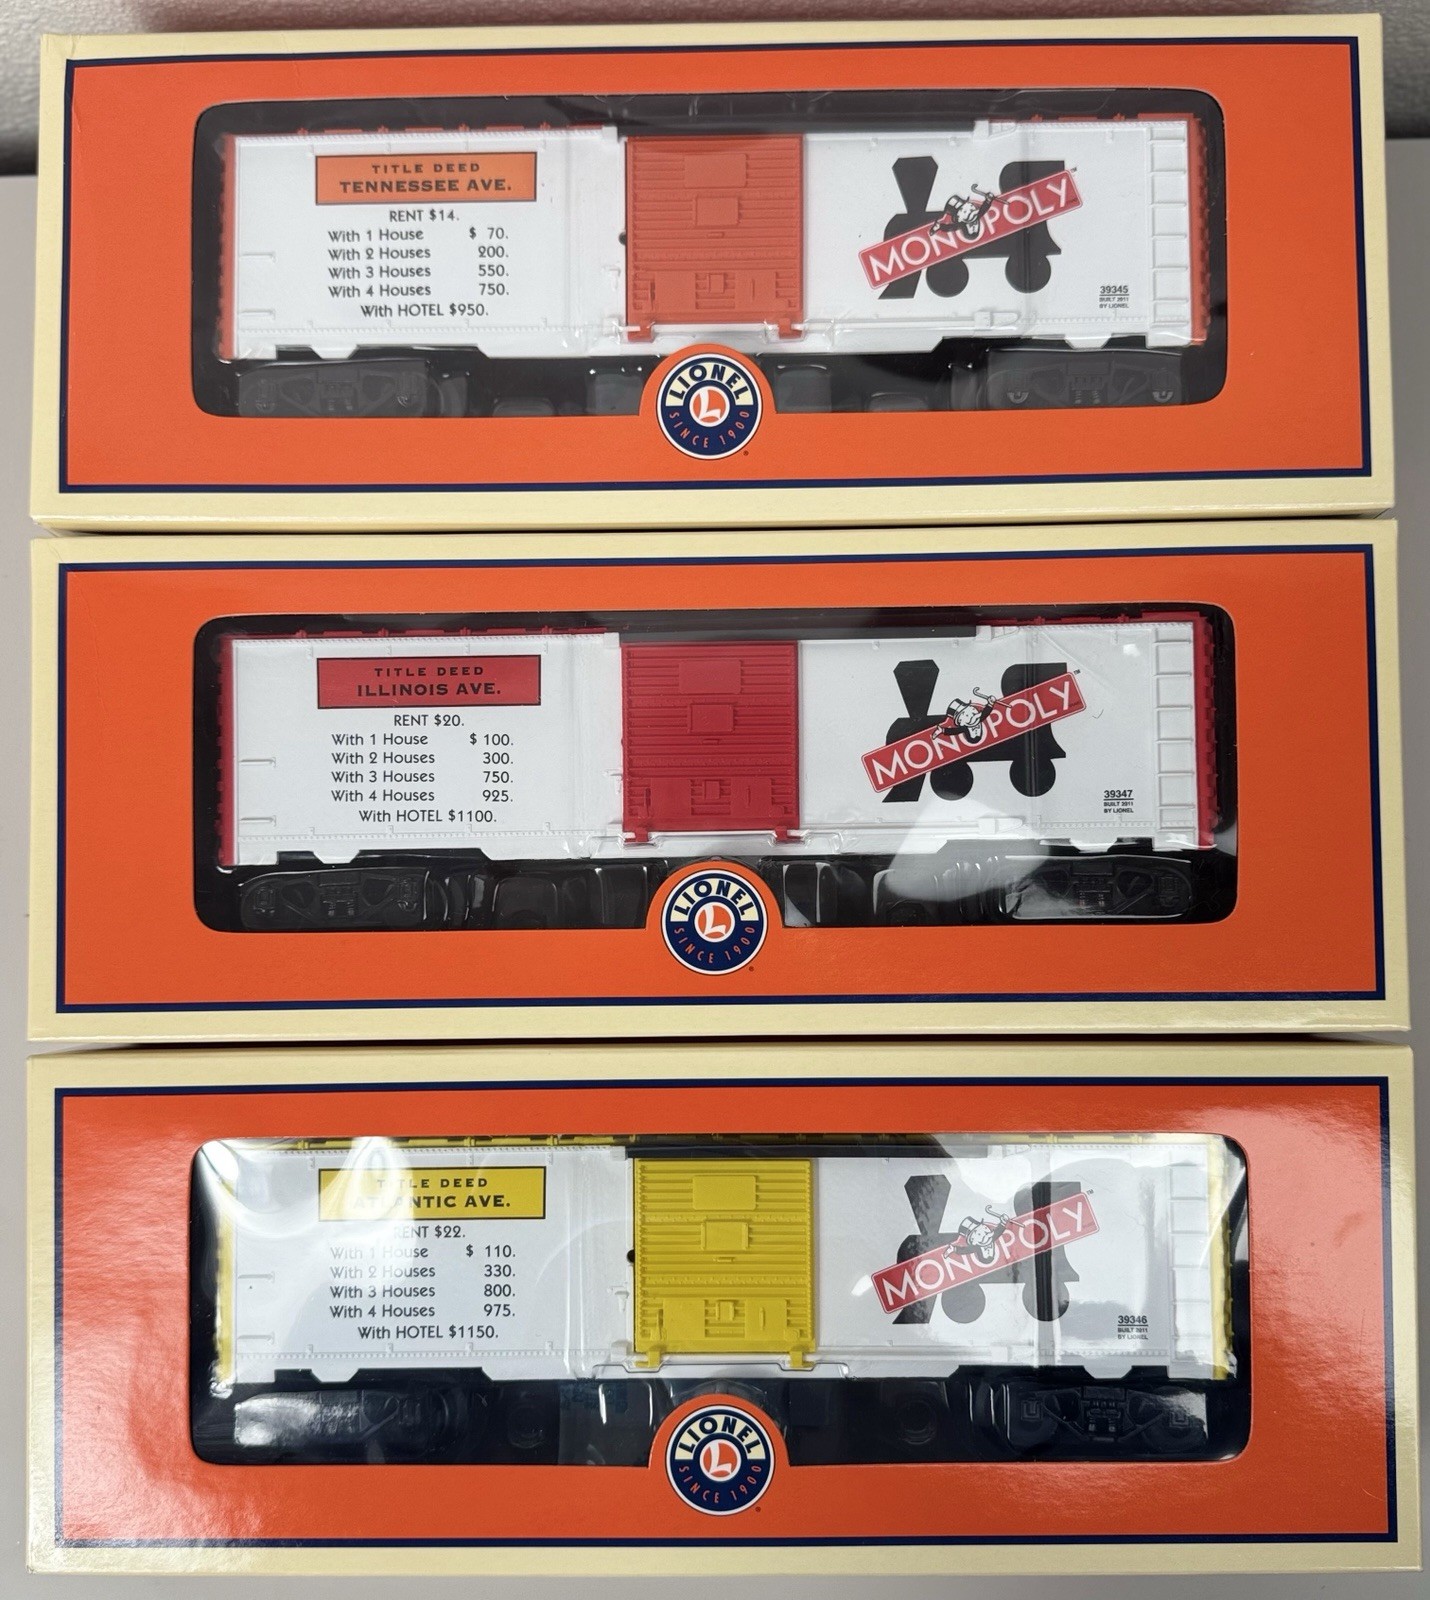 TITLE DEED
TENNESSEE AVE.
RENT $14.
With 1 House $ 70.
With 2 Houses 200.
With 3 Houses 550.
With 4 Houses 750.
With HOTEL $950.
MONOPOLY™
39345
BUILT 2011
BY LIONEL
LIONEL
L
SINCE 1900
TITLE DEED
ILLINOIS AVE.
RENT $20.
With 1 House $ 100.
With 2 Houses 300.
With 3 Houses 750.
With 4 Houses 925.
With HOTEL $1100.
MONOPOLY™
39347
BUILT 2011
BY LIONEL
LIONEL
L
SINCE 1900
TITLE DEED
ATLANTIC AVE.
RENT $22.
With 1 House $ 110.
With 2 Houses 330.
With 3 Houses 800.
With 4 Houses 975.
With HOTEL $1150.
MONOPOLY™
39346
BUILT 2011
BY LIONEL
LIONEL
L
SINCE 1900